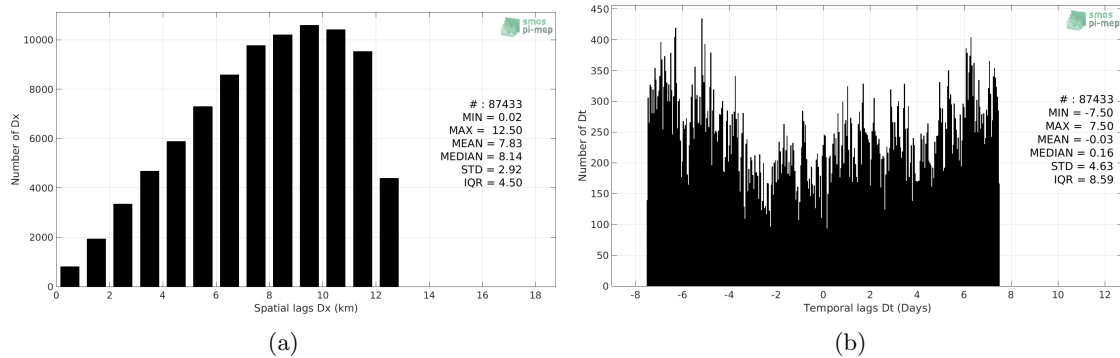 smos
pi-mep
10000
8000
6000
4000
2000
0
Number of Dx
# : 87433
MIN = 0.02
MAX = 12.50
MEAN = 7.83
MEDIAN = 8.14
STD = 2.92
IQR = 4.50
0 2 4 6 8 10 12 14 16 18
Spatial lags Dx (km)
(a)
smos
pi-mep
450
400
350
300
250
200
150
100
50
0
Number of Dt
# : 87433
MIN = -7.50
MAX = 7.50
MEAN = -0.03
MEDIAN = 0.16
STD = 4.63
IQR = 8.59
-8 -6 -4 -2 0 2 4 6 8 10 12
Temporal lags Dt (Days)
(b)